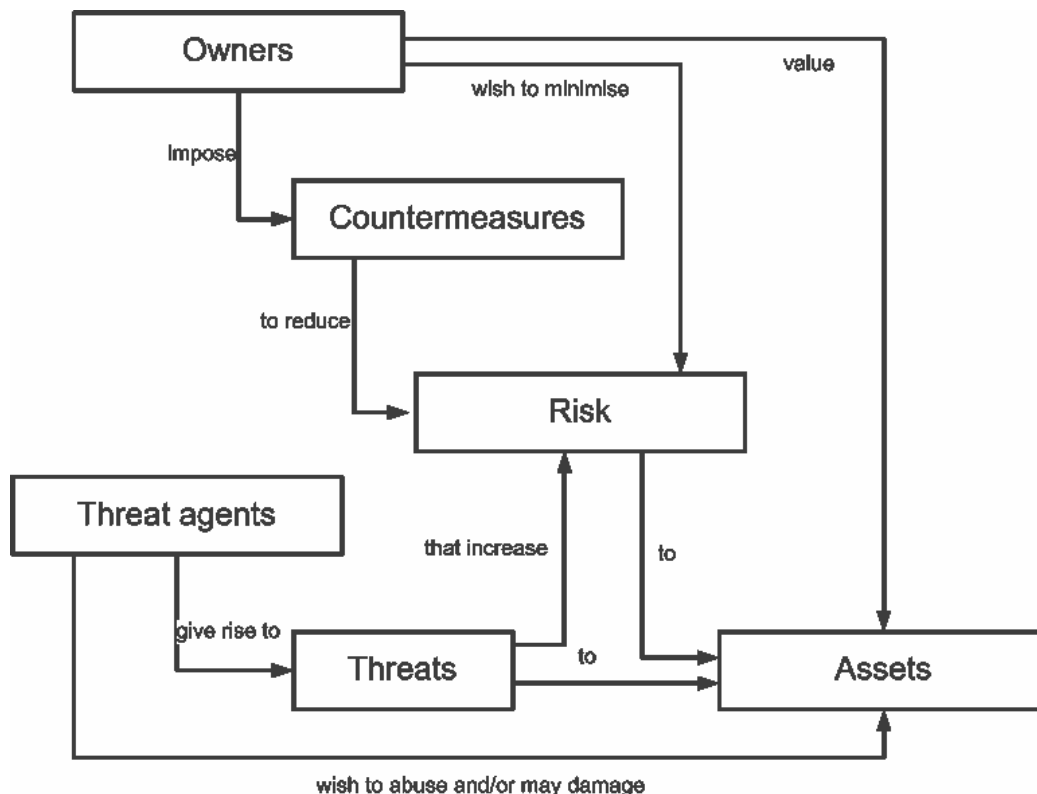 Owners
value
wish to minimise
impose
Countermeasures
to reduce
Risk
Threat agents
that increase
to
give rise to
to
Threats
Assets
wish to abuse and/or may damage